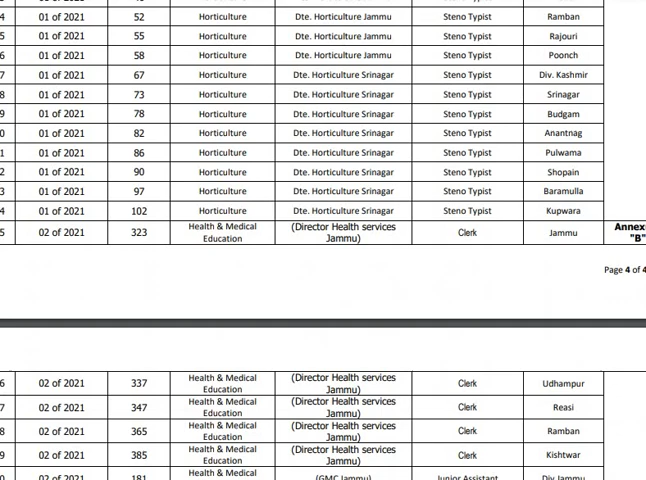 4 01 of 2021 52 Horticulture Dte. Horticulture Jammu Steno Typist Ramban
5 01 of 2021 55 Horticulture Dte. Horticulture Jammu Steno Typist Rajouri
6 01 of 2021 58 Horticulture Dte. Horticulture Jammu Steno Typist Poonch
7 01 of 2021 67 Horticulture Dte. Horticulture Srinagar Steno Typist Div. Kashmir
8 01 of 2021 73 Horticulture Dte. Horticulture Srinagar Steno Typist Srinagar
9 01 of 2021 78 Horticulture Dte. Horticulture Srinagar Steno Typist Budgam
0 01 of 2021 82 Horticulture Dte. Horticulture Srinagar Steno Typist Anantnag
1 01 of 2021 86 Horticulture Dte. Horticulture Srinagar Steno Typist Pulwama
2 01 of 2021 90 Horticulture Dte. Horticulture Srinagar Steno Typist Shopain
3 01 of 2021 97 Horticulture Dte. Horticulture Srinagar Steno Typist Baramulla
4 01 of 2021 102 Horticulture Dte. Horticulture Srinagar Steno Typist Kupwara
5 02 of 2021 323 Health & Medical Education (Director Health services Jammu) Clerk Jammu Annex "B"
Page 4 of 4
6 02 of 2021 337 Health & Medical Education (Director Health services Jammu) Clerk Udhampur
7 02 of 2021 347 Health & Medical Education (Director Health services Jammu) Clerk Reasi
8 02 of 2021 365 Health & Medical Education (Director Health services Jammu) Clerk Ramban
9 02 of 2021 385 Health & Medical Education (Director Health services Jammu) Clerk Kishtwar
02 of 2021 181 Health & Medical (GMC Jammu) Junior Assistant Div Jammu